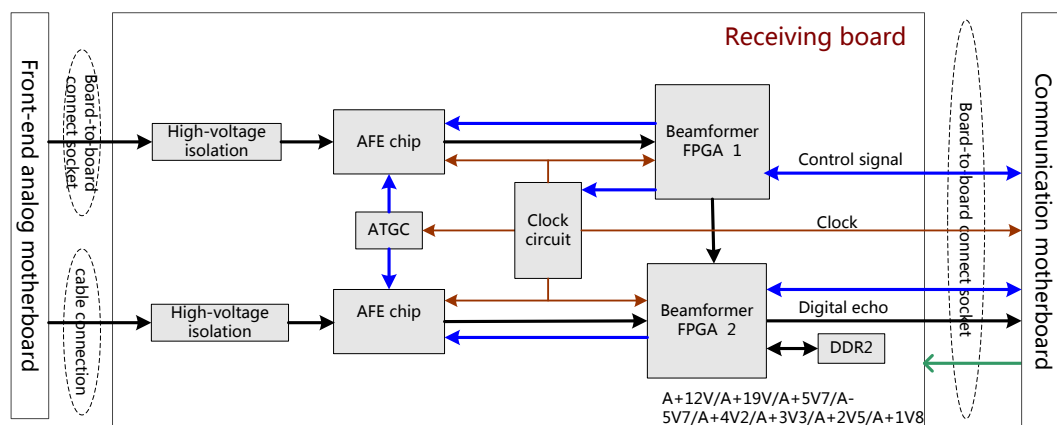 Receiving board
Front-end analog motherboard
Board-to-board
connect socket
cable connection
High-voltage
isolation
AFE chip
Beamformer
FPGA 1
Control signal
ATGC
Clock
circuit
Clock
High-voltage
isolation
AFE chip
Beamformer
FPGA 2
Digital echo
DDR2
A+12V/A+19V/A+5V7/A-
5V7/A+4V2/A+3V3/A+2V5/A+1V8
Board-to-board connect socket
Communication motherboard